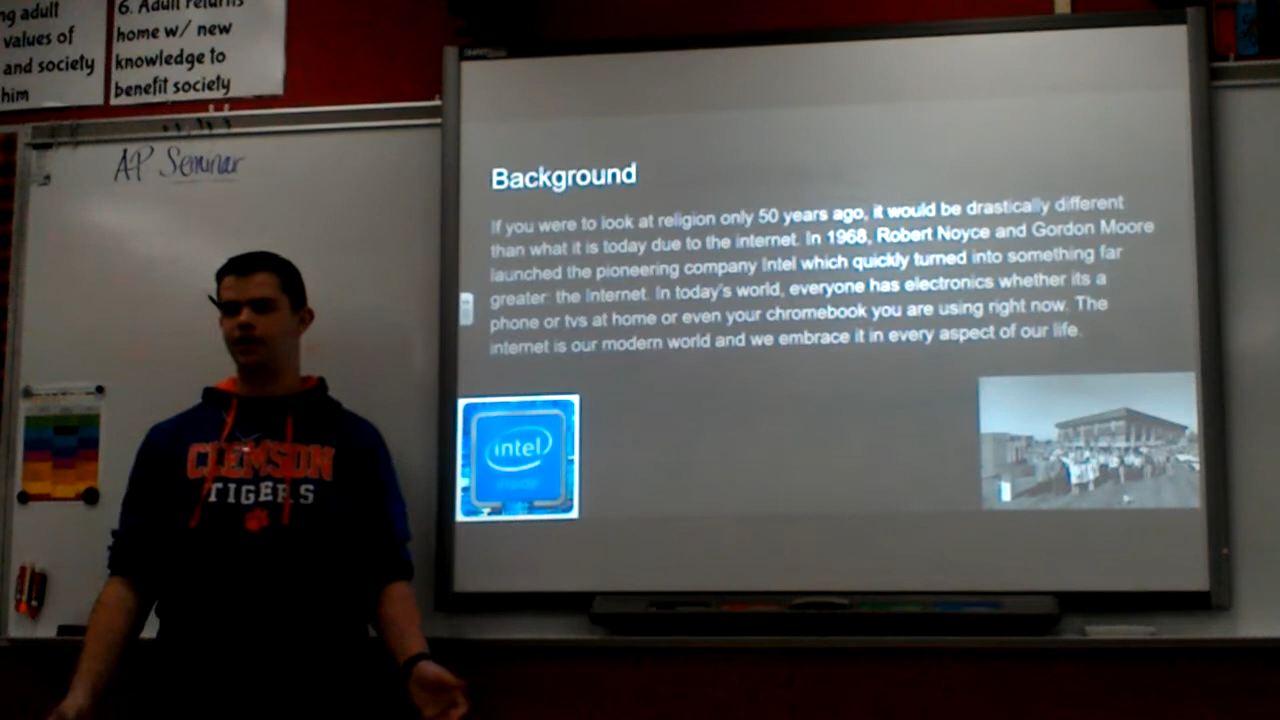 ng adult
values of
and society
him
6. Adult returns
home w/ new
knowledge to
benefit society
AP Seminar
Background
If you were to look at religion only 50 years ago, it would be drastically different
than what it is today due to the internet. In 1968, Robert Noyce and Gordon Moore
launched the pioneering company Intel which quickly turned into something far
greater: the Internet. In today's world, everyone has electronics whether its a
phone or tvs at home or even your chromebook you are using right now. The
internet is our modern world and we embrace it in every aspect of our life.
intel
inside
CLEMSON
TIGERS